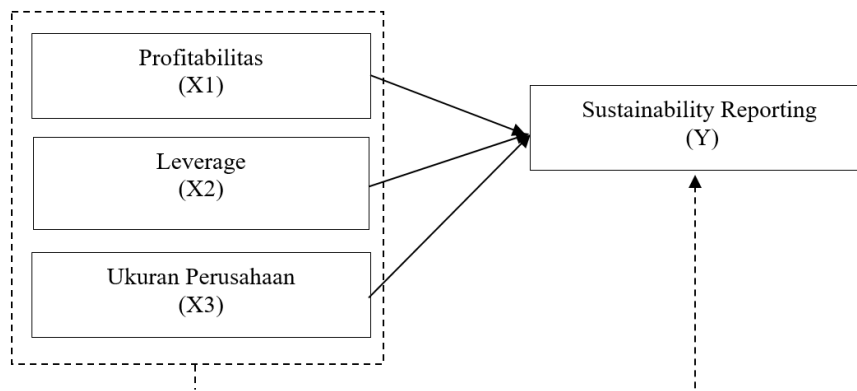 Profitabilitas
(X1)
Sustainability Reporting
(Y)
Leverage
(X2)
Ukuran Perusahaan
(X3)